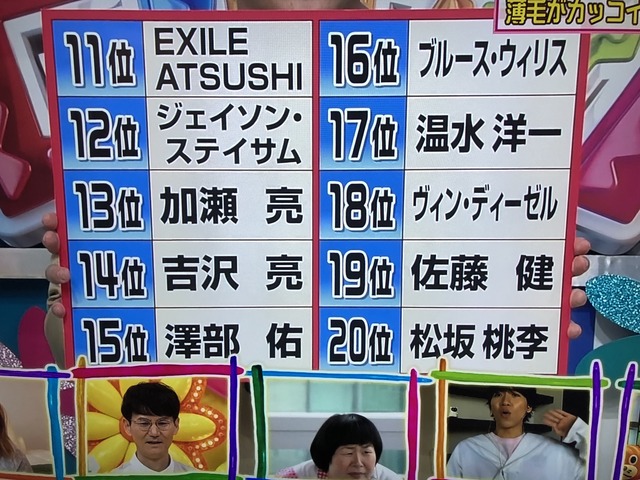 薄毛がカッコイ
11位
EXILE
ATSUSHI
12位
ジェイソン・
ステイサム
13位
加瀬 亮
14位
吉沢 亮
15位
澤部 佑
16位
ブルース・ウィリス
17位
温水 洋一
18位
ヴィン・ディーゼル
19位
佐藤 健
20位
松坂 桃李